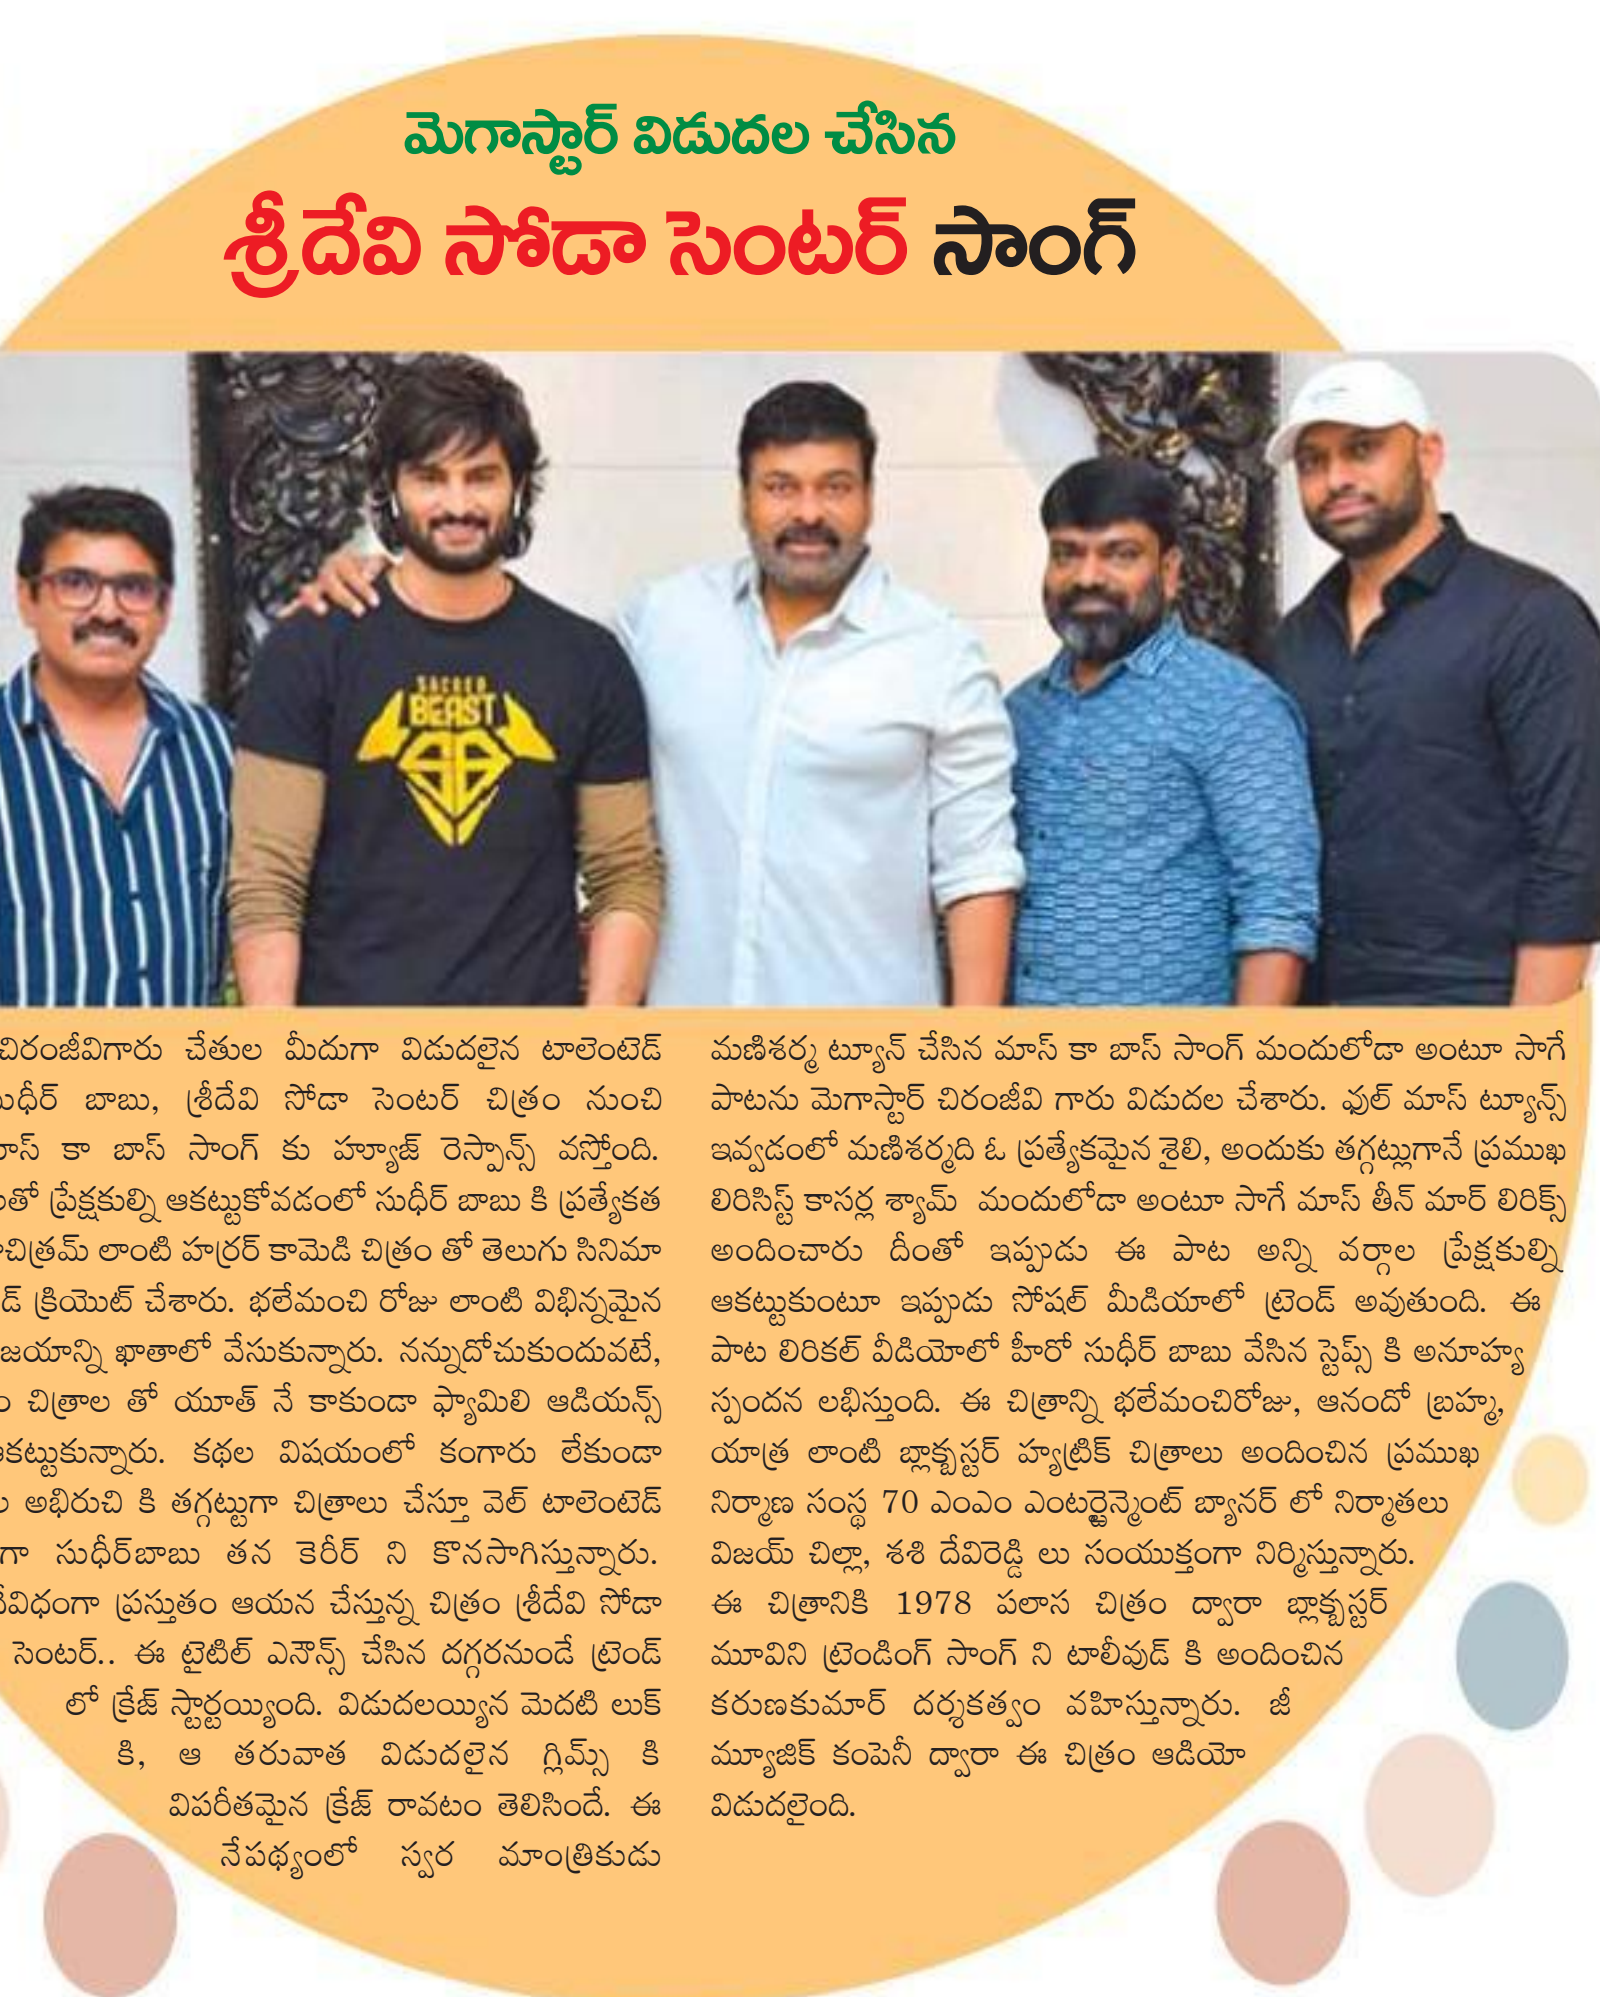 మెగాస్టార్ విడుదల చేసిన
శ్రీదేవి సోడా సెంటర్ సాంగ్
SACRED
BEAST
చిరంజీవిగారు చేతుల మీదుగా విడుదలైన టాలెంటెడ్
బాబు, శ్రీదేవి సోడా సెంటర్ చిత్రం నుంచి
కా బాస్ సాంగ్ కు హ్యూజ్ రెస్పాన్స్ వస్తోంది.
ప్రేక్షకుల్ని ఆకట్టుకోవడంలో సుధీర్ బాబు కి ప్రత్యేకత
లాంటి హర్రర్ కామెడి చిత్రం తో తెలుగు సినిమా
క్రియెట్ చేశారు. భలేమంచి రోజు లాంటి విభిన్నమైన
ఖాతాలో వేసుకున్నారు. నన్నుదోచుకుందువటే,
చిత్రాల తో యూత్ నే కాకుండా ఫ్యామిలి ఆడియన్స్
కథల విషయంలో కంగారు లేకుండా
అభిరుచి కి తగ్గట్టుగా చిత్రాలు చేస్తూ వెల్ టాలెంటెడ్
గా సుధీర్‌బాబు తన కెరీర్ ని కొనసాగిస్తున్నారు.
ప్రస్తుతం ఆయన చేస్తున్న చిత్రం శ్రీదేవి సోడా
సెంటర్.. ఈ టైటిల్ ఎనౌన్స్ చేసిన దగ్గరనుండే ట్రెండ్
లో క్రేజ్ స్టార్టయ్యింది. విడుదలయ్యిన మెదటి లుక్
కి, ఆ తరువాత విడుదలైన గ్లిమ్స్ కి
విపరీతమైన క్రేజ్ రావటం తెలిసిందే. ఈ
నేపథ్యంలో స్వర మాంత్రికుడు
మణిశర్మ ట్యూన్ చేసిన మాస్ కా బాస్ సాంగ్ మందులోడా అంటూ సాగే
పాటను మెగాస్టార్ చిరంజీవి గారు విడుదల చేశారు. ఫుల్ మాస్ ట్యూన్స్
ఇవ్వడంలో మణిశర్మది ఓ ప్రత్యేకమైన శైలి, అందుకు తగ్గట్లుగానే ప్రముఖ
లిరిసిస్ట్ కాసర్ల శ్యామ్ మందులోడా అంటూ సాగే మాస్ తీన్ మార్ లిరిక్స్
అందించారు దీంతో ఇప్పుడు ఈ పాట అన్ని వర్గాల ప్రేక్షకుల్ని
ఆకట్టుకుంటూ ఇప్పుడు సోషల్ మీడియాలో ట్రెండ్ అవుతుంది. ఈ
పాట లిరికల్ వీడియోలో హీరో సుధీర్ బాబు వేసిన స్టెప్స్ కి అనూహ్య
స్పందన లభిస్తుంది. ఈ చిత్రాన్ని భలేమంచిరోజు, ఆనందో బ్రహ్మ,
యాత్ర లాంటి బ్లాక్బస్టర్ హ్యట్రిక్ చిత్రాలు అందించిన ప్రముఖ
నిర్మాణ సంస్థ 70 ఎంఎం ఎంటర్టైన్మెంట్ బ్యానర్ లో నిర్మాతలు
విజయ్ చిల్లా, శశి దేవిరెడ్డి లు సంయుక్తంగా నిర్మిస్తున్నారు.
ఈ చిత్రానికి 1978 పలాస చిత్రం ద్వారా బ్లాక్బస్టర్
మూవిని ట్రెండింగ్ సాంగ్ ని టాలీవుడ్ కి అందించిన
కరుణకుమార్ దర్శకత్వం వహిస్తున్నారు. జీ
మ్యూజిక్ కంపెనీ ద్వారా ఈ చిత్రం ఆడియో
విడుదలైంది.